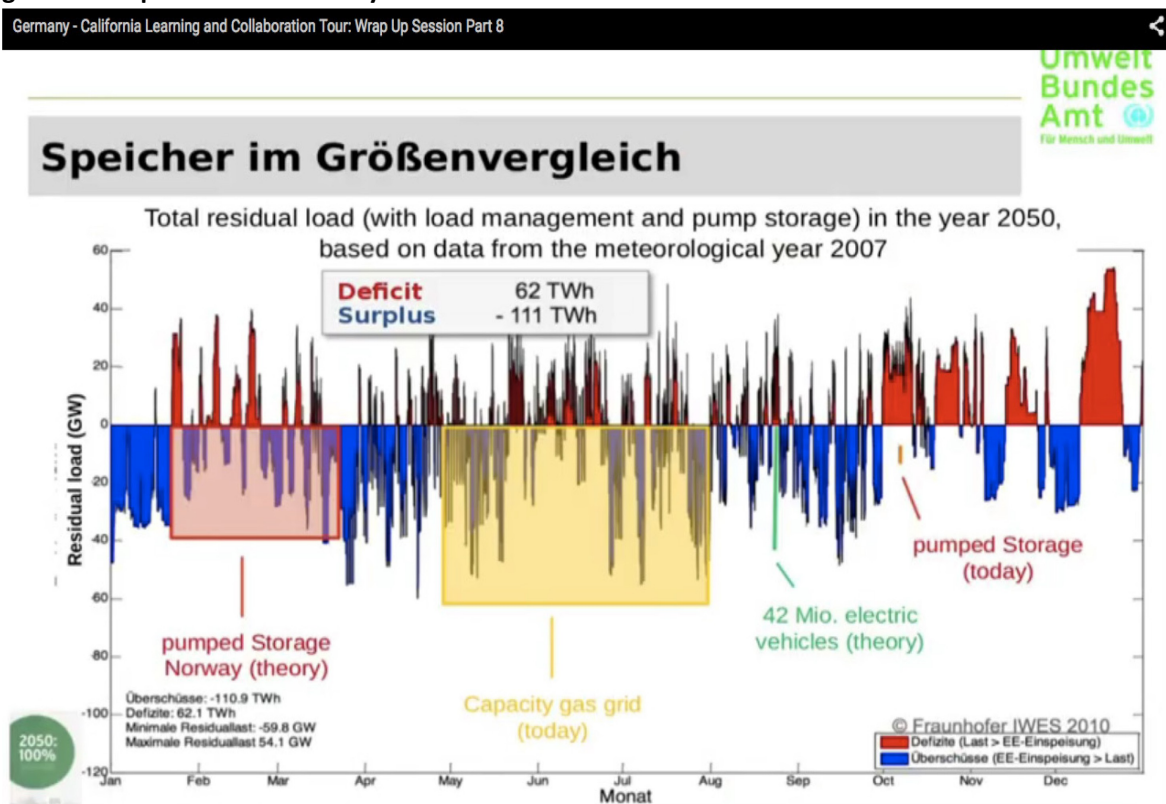 Germany - California Learning and Collaboration Tour: Wrap Up Session Part 8
Umwelt
Bundes
Amt
Für Mensch und Umwelt
Speicher im Größenvergleich
Total residual load (with load management and pump storage) in the year 2050,
based on data from the meteorological year 2007
Deficit 62 TWh
Surplus - 111 TWh
Residual load (GW)
60
40
20
0
-20
-40
-60
-80
-100
-120
pumped Storage
(today)
42 Mio. electric
vehicles (theory)
pumped Storage
Norway (theory)
Capacity gas grid
(today)
Überschüsse: -110.9 TWh
Defizite: 62.1 TWh
Minimale Residuallast: -59.8 GW
Maximale Residuallast 54.1 GW
2050:
100%
© Fraunhofer IWES 2010
Defizite (Last > EE-Einspeisung)
Überschüsse (EE-Einspeisung > Last)
Jan Feb Mar Apr May Jun Jul Aug Sep Oct Nov Dec
Monat